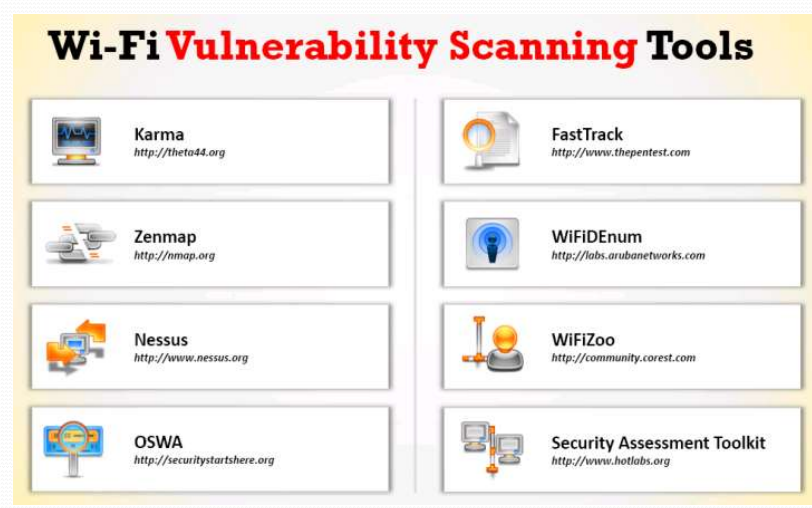 Wi-Fi Vulnerability Scanning Tools
Karma
http://theta44.org
Zenmap
http://nmap.org
Nessus
http://www.nessus.org
OSWA
http://securitystartshere.org
FastTrack
http://www.thepentest.com
WiFiDEnum
http://labs.arubanetworks.com
WiFiZoo
http://community.corest.com
Security Assessment Toolkit
http://www.hotlabs.org